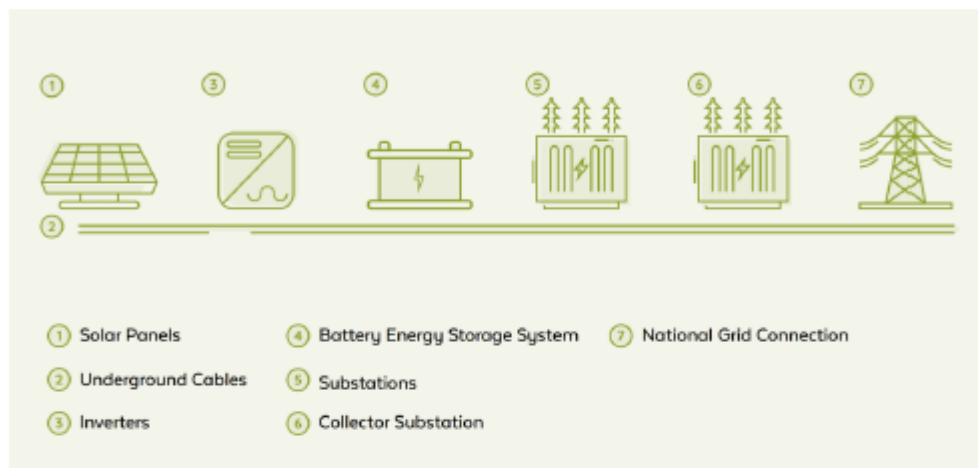 1 3 4 5 6 7
2
1 Solar Panels
2 Underground Cables
3 Inverters
4 Battery Energy Storage System
5 Substations
6 Collector Substation
7 National Grid Connection